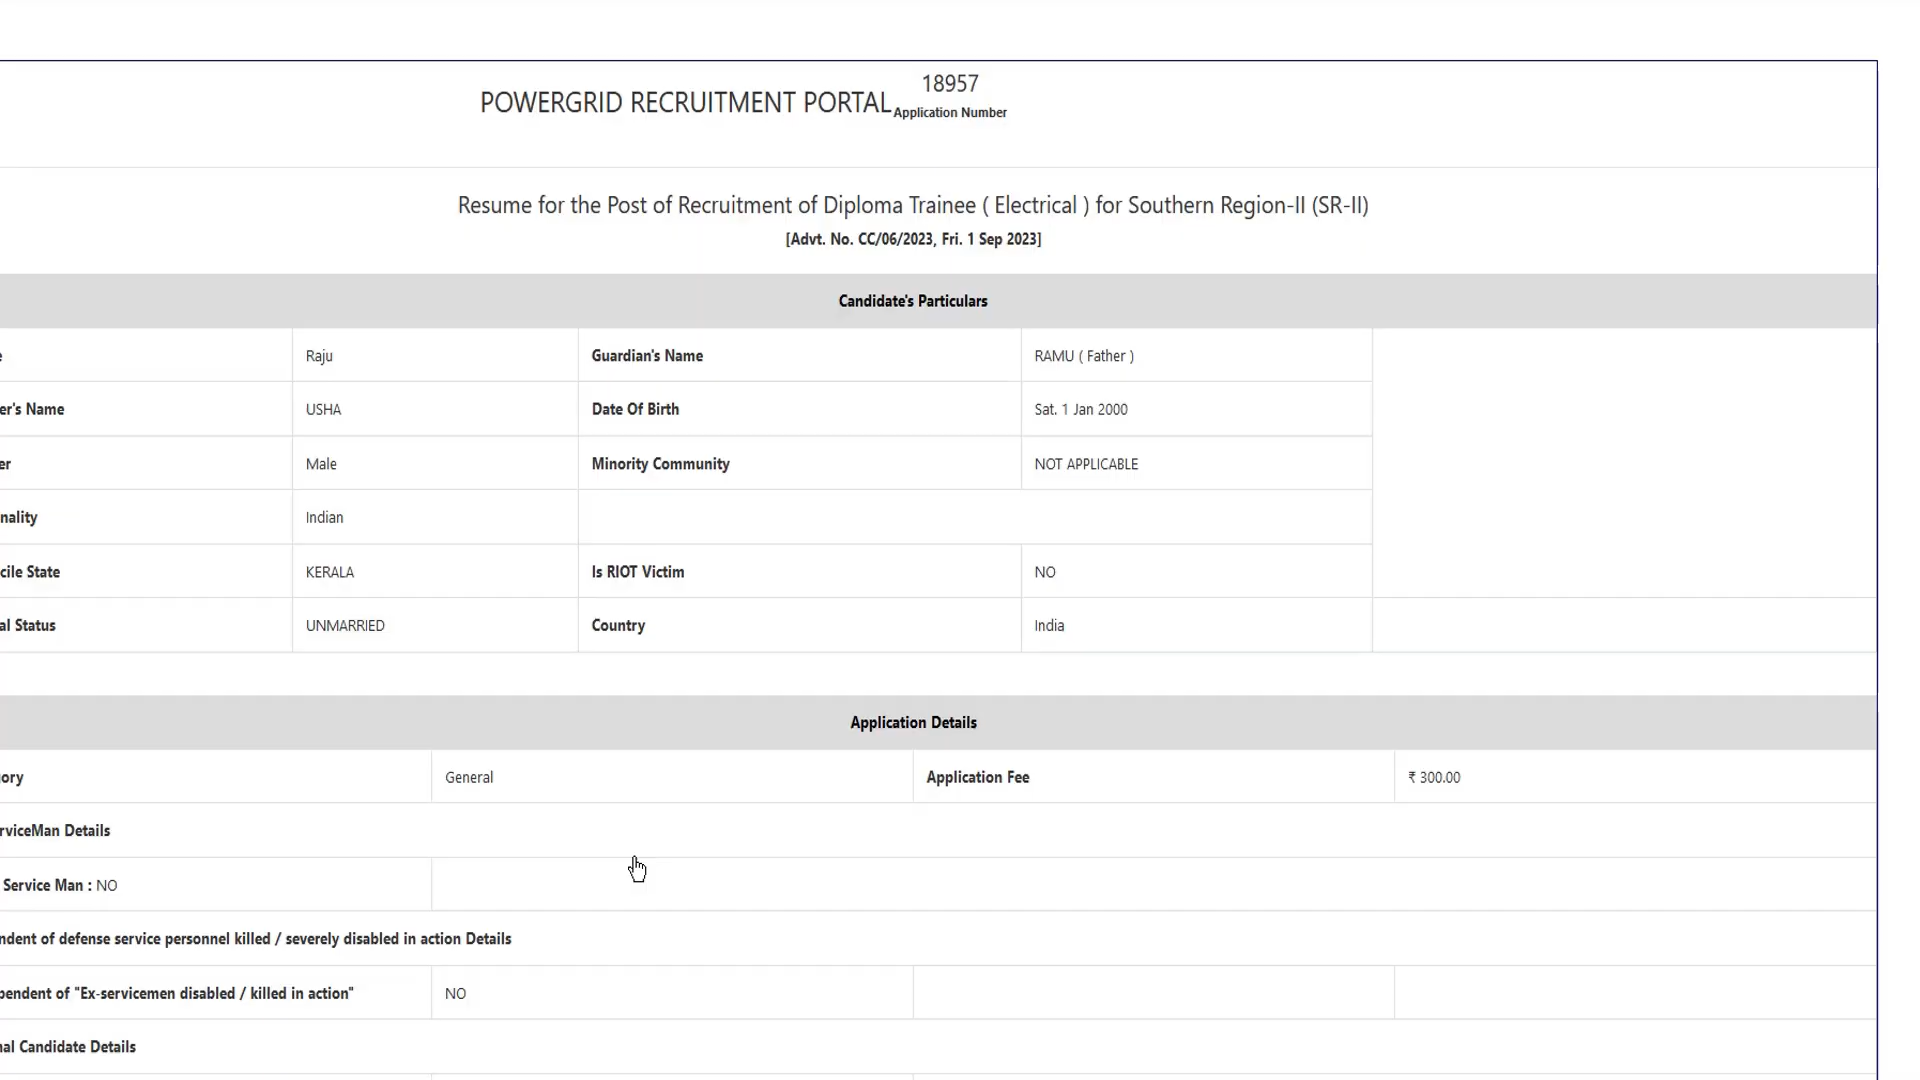 18957
POWERGRID RECRUITMENT PORTAL Application Number
Resume for the Post of Recruitment of Diploma Trainee ( Electrical ) for Southern Region-II (SR-II)
[Advt. No. CC/06/2023, Fri. 1 Sep 2023]
Candidate's Particulars
e Raju Guardian's Name RAMU ( Father )
er's Name USHA Date Of Birth Sat. 1 Jan 2000
er Male Minority Community NOT APPLICABLE
nality Indian
cile State KERALA Is RIOT Victim NO
al Status UNMARRIED Country India
Application Details
ory General Application Fee ₹ 300.00
rviceMan Details
Service Man : NO
ndent of defense service personnel killed / severely disabled in action Details
pendent of "Ex-servicemen disabled / killed in action" NO
nal Candidate Details